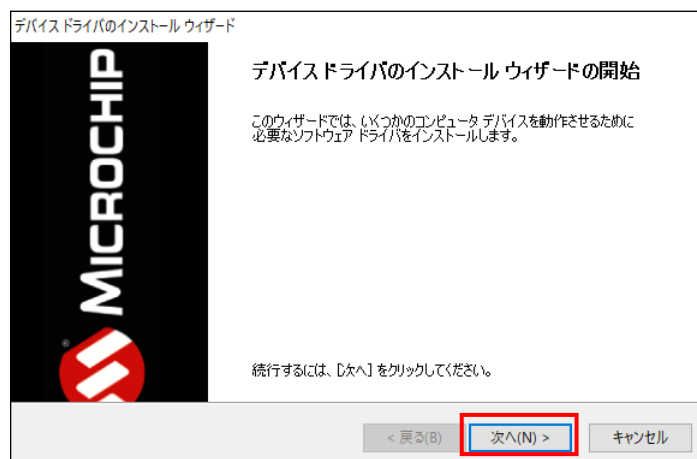 デバイス ドライバのインストール ウィザード
MICROCHIP
デバイス ドライバのインストール ウィザードの開始
このウィザードでは、いくつかのコンピュータ デバイスを動作させるために
必要なソフトウェア ドライバをインストールします。
続行するには、[次へ] をクリックしてください。
< 戻る(B)
次へ(N) >
キャンセル